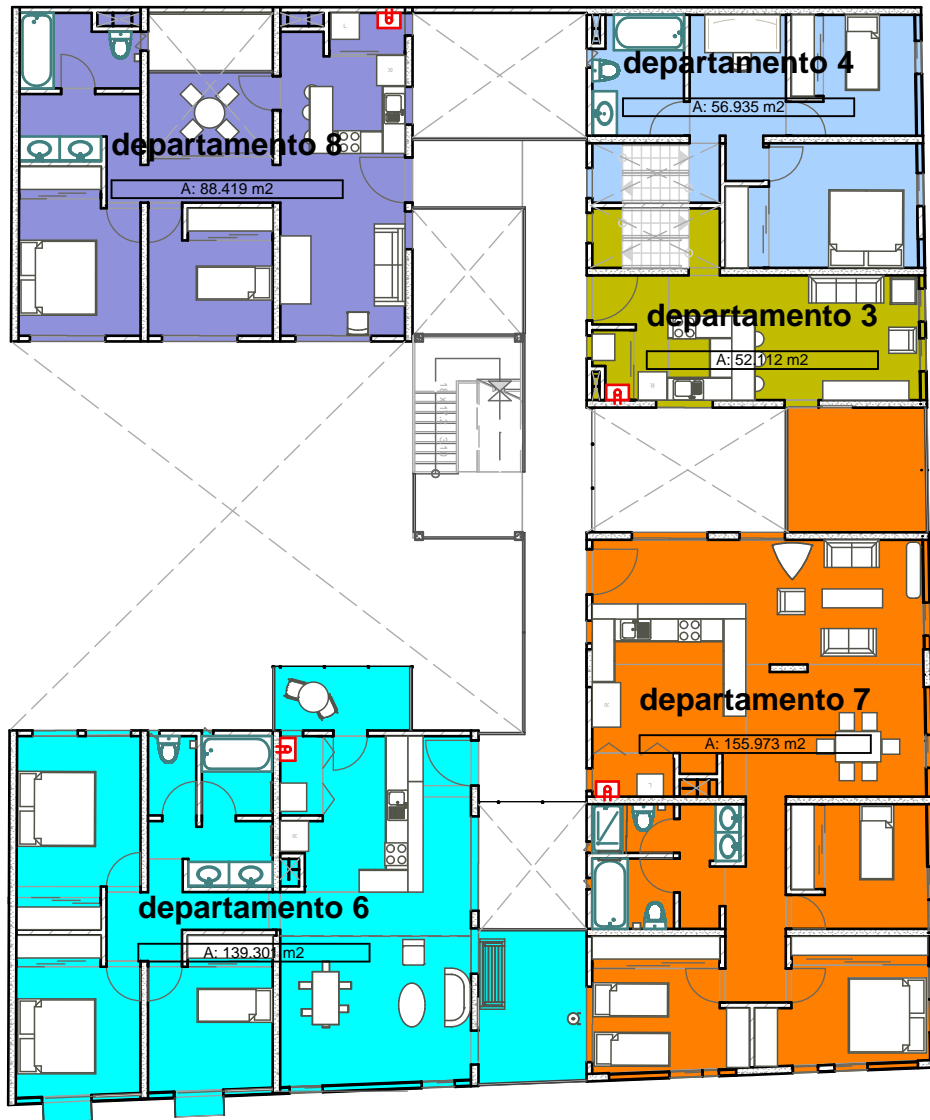 departamento 4
A: 56.935 m2
departamento 8
A: 88.419 m2
departamento 3
A: 52.112 m2
departamento 7
A: 155.973 m2
departamento 6
A: 139.301 m2